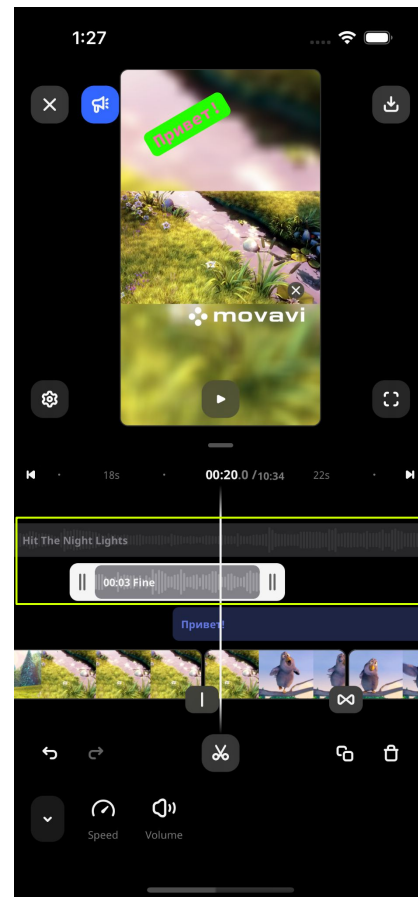 1:27
Привет!
movavi
18s
00:20.0 /10:34
22s
Hit The Night Lights
00:03 Fine
Привет!
Speed
Volume